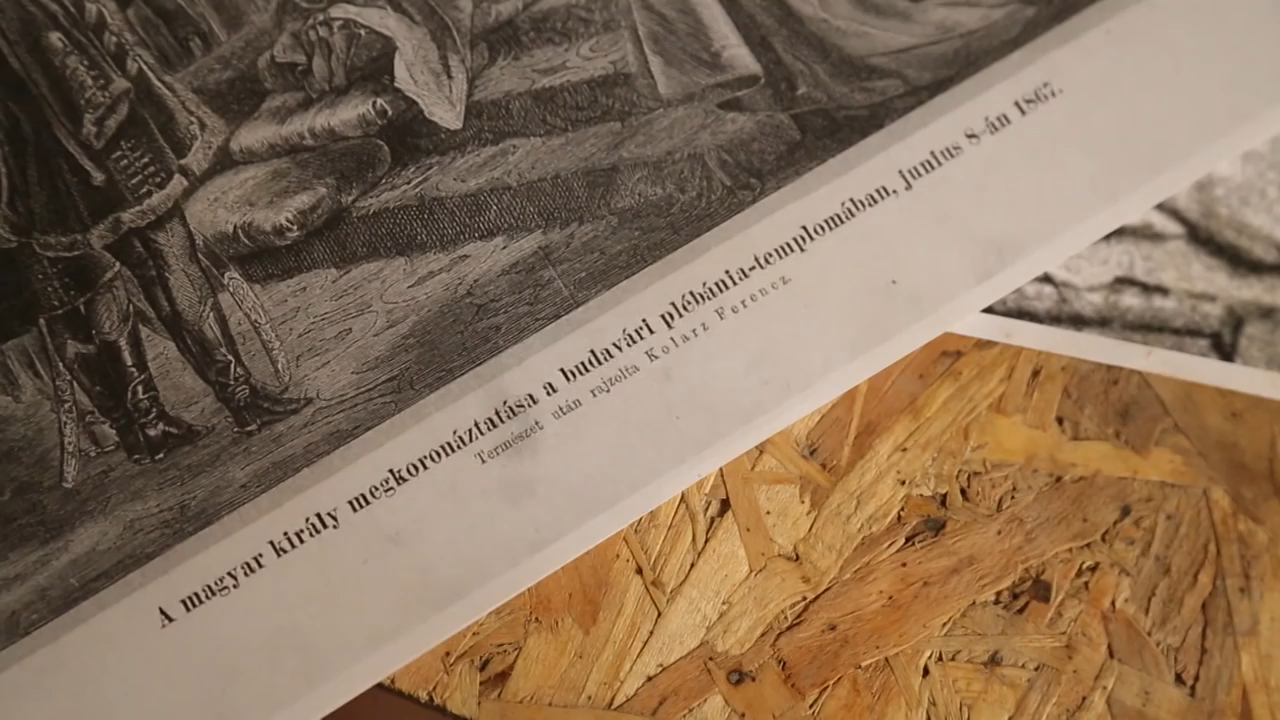 A magyar király megkoronáztatása a budavári plébánia-templomában, junius 8-án 1867.
Természet után rajzolta Kolarz Ferencz.